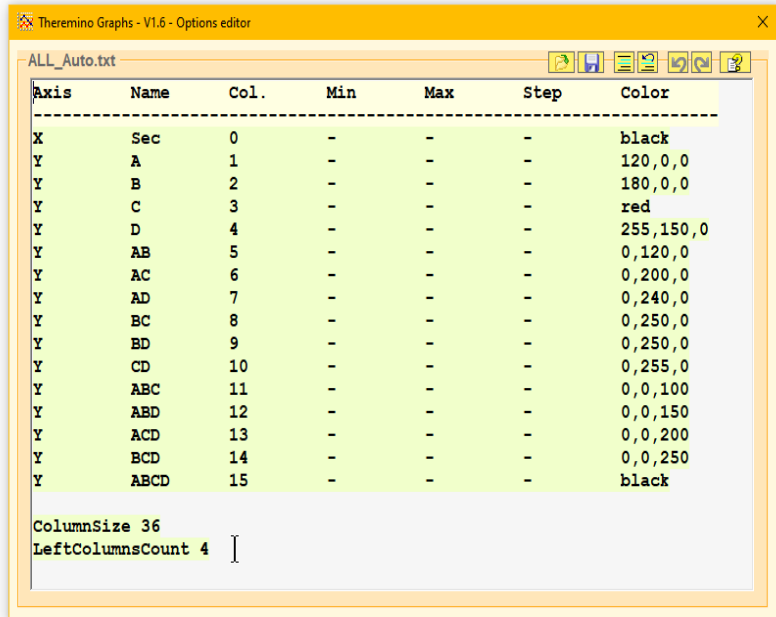 Theremino Graphs - V1.6 - Options editor
ALL_Auto.txt
Axis Name Col. Min Max Step Color
----------------------------------------------------------------------
X Sec 0 - - - black
Y A 1 - - - 120,0,0
Y B 2 - - - 180,0,0
Y C 3 - - - red
Y D 4 - - - 255,150,0
Y AB 5 - - - 0,120,0
Y AC 6 - - - 0,200,0
Y AD 7 - - - 0,240,0
Y BC 8 - - - 0,250,0
Y BD 9 - - - 0,250,0
Y CD 10 - - - 0,255,0
Y ABC 11 - - - 0,0,100
Y ABD 12 - - - 0,0,150
Y ACD 13 - - - 0,0,200
Y BCD 14 - - - 0,0,250
Y ABCD 15 - - - black
ColumnSize 36
LeftColumnsCount 4